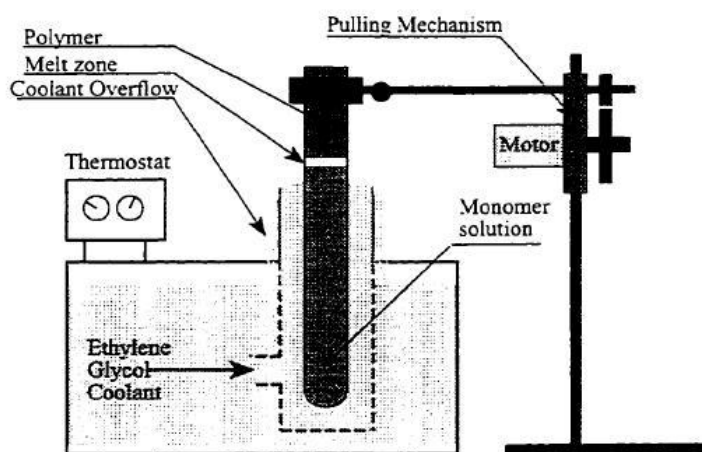 Polymer
Melt zone
Coolant Overflow
Pulling Mechanism
Thermostat
Motor
Monomer
solution
Ethylene
Glycol
Coolant